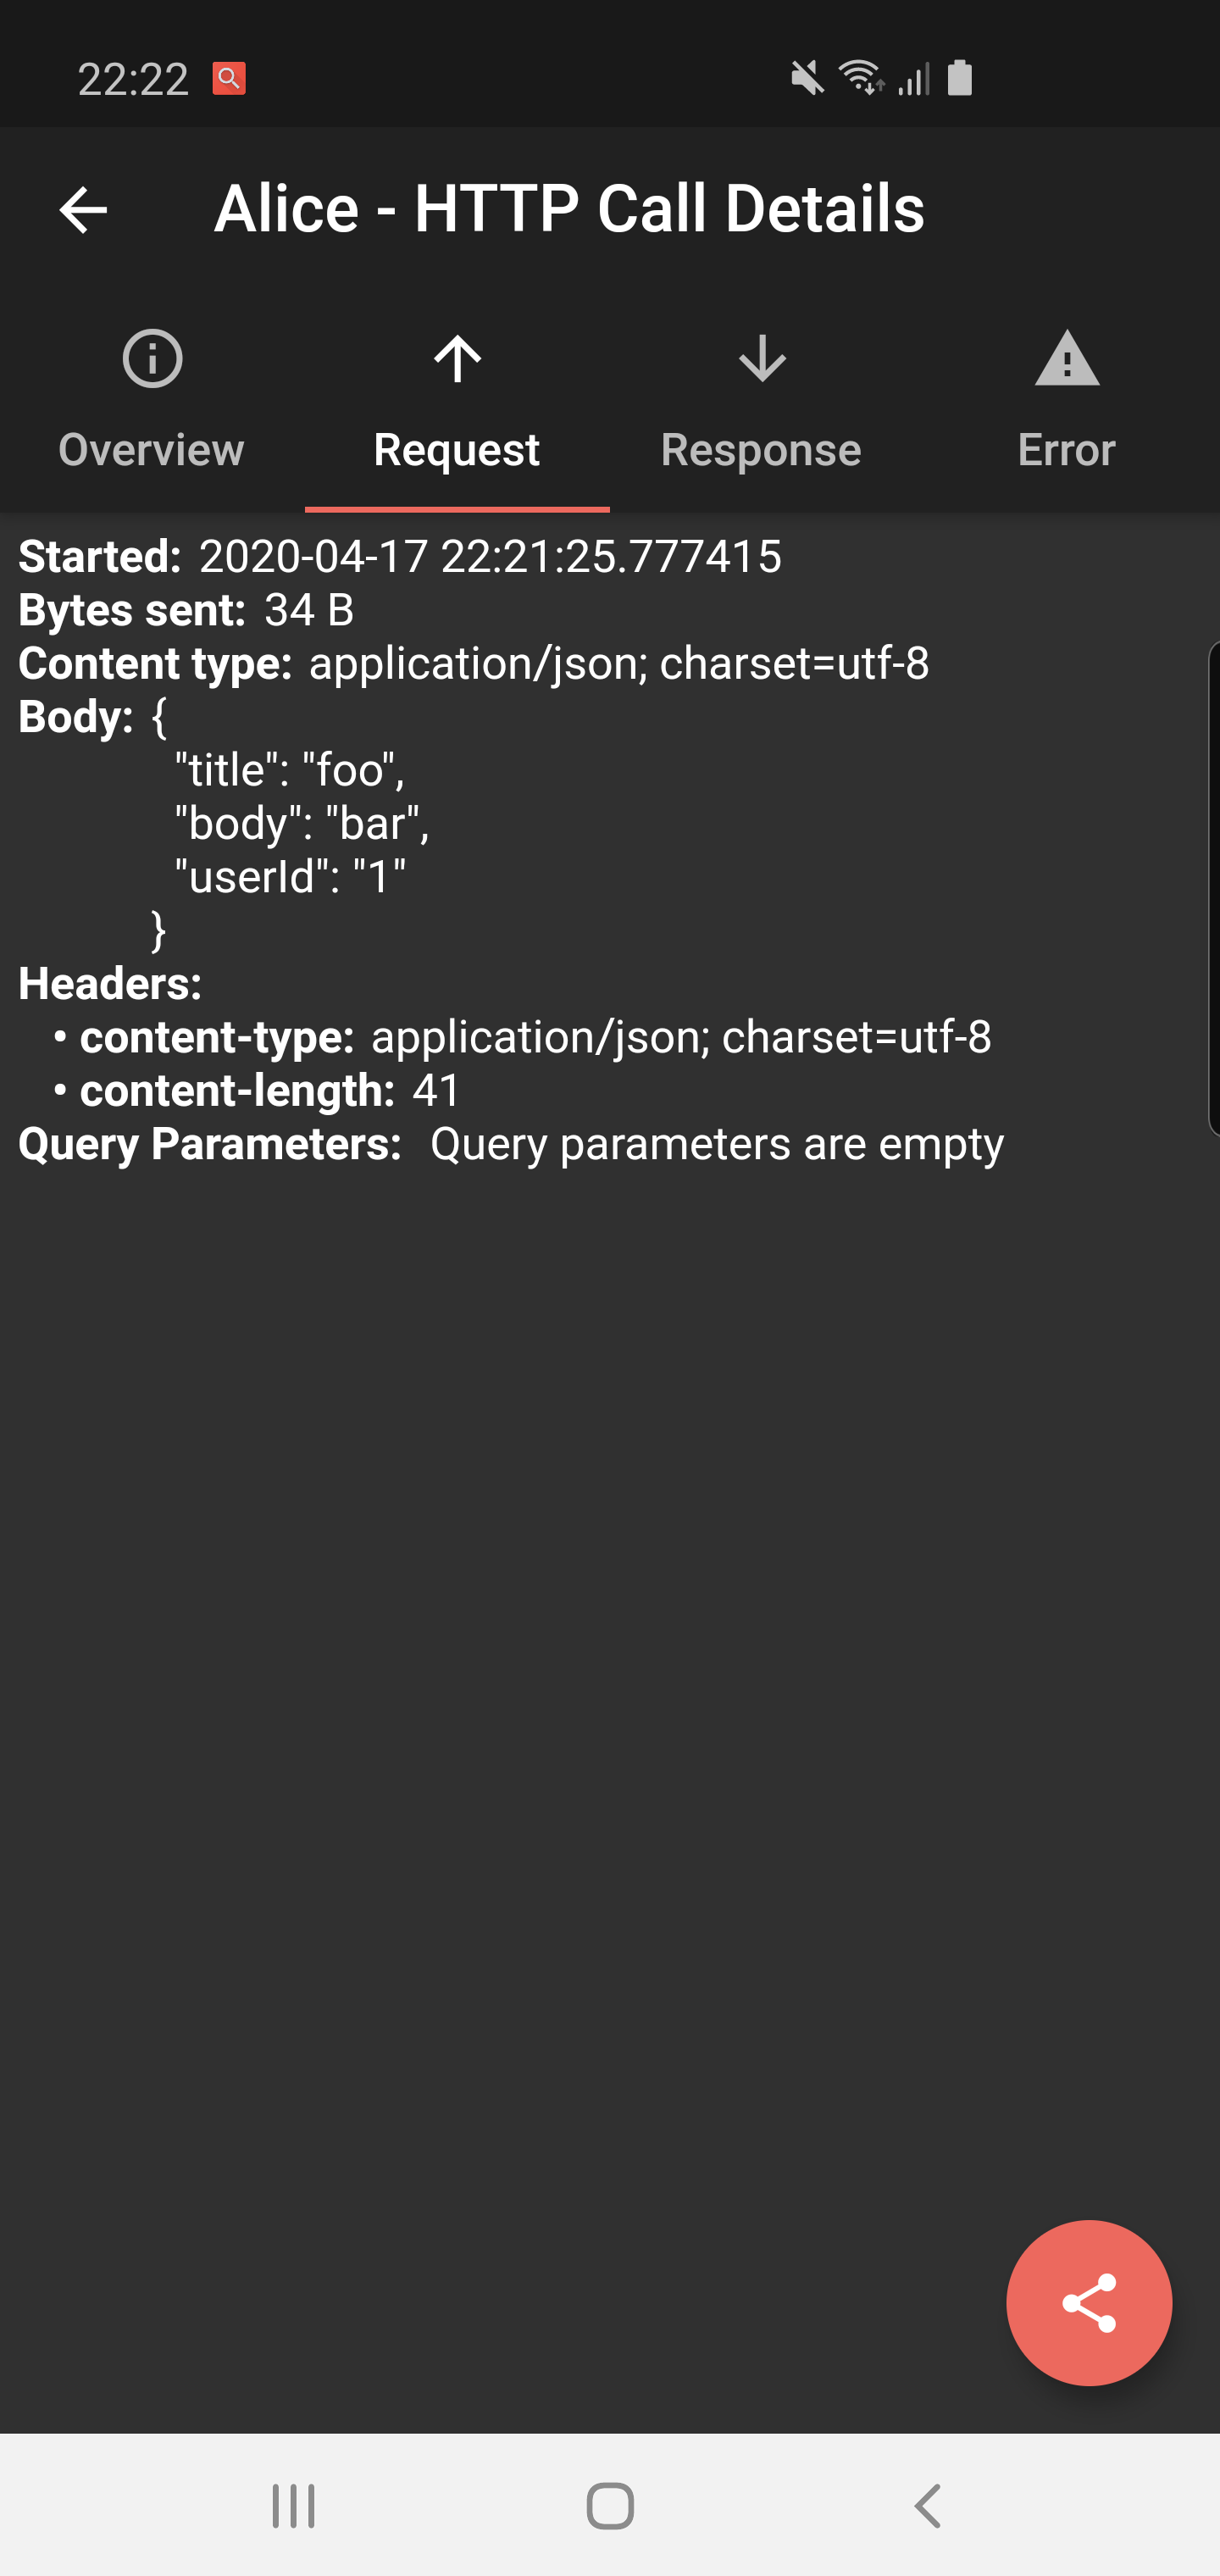 22:22
Alice - HTTP Call Details
Overview Request Response Error
Started: 2020-04-17 22:21:25.777415
Bytes sent: 34 B
Content type: application/json; charset=utf-8
Body: {
"title": "foo",
"body": "bar",
"userId": "1"
}
Headers:
• content-type: application/json; charset=utf-8
• content-length: 41
Query Parameters: Query parameters are empty